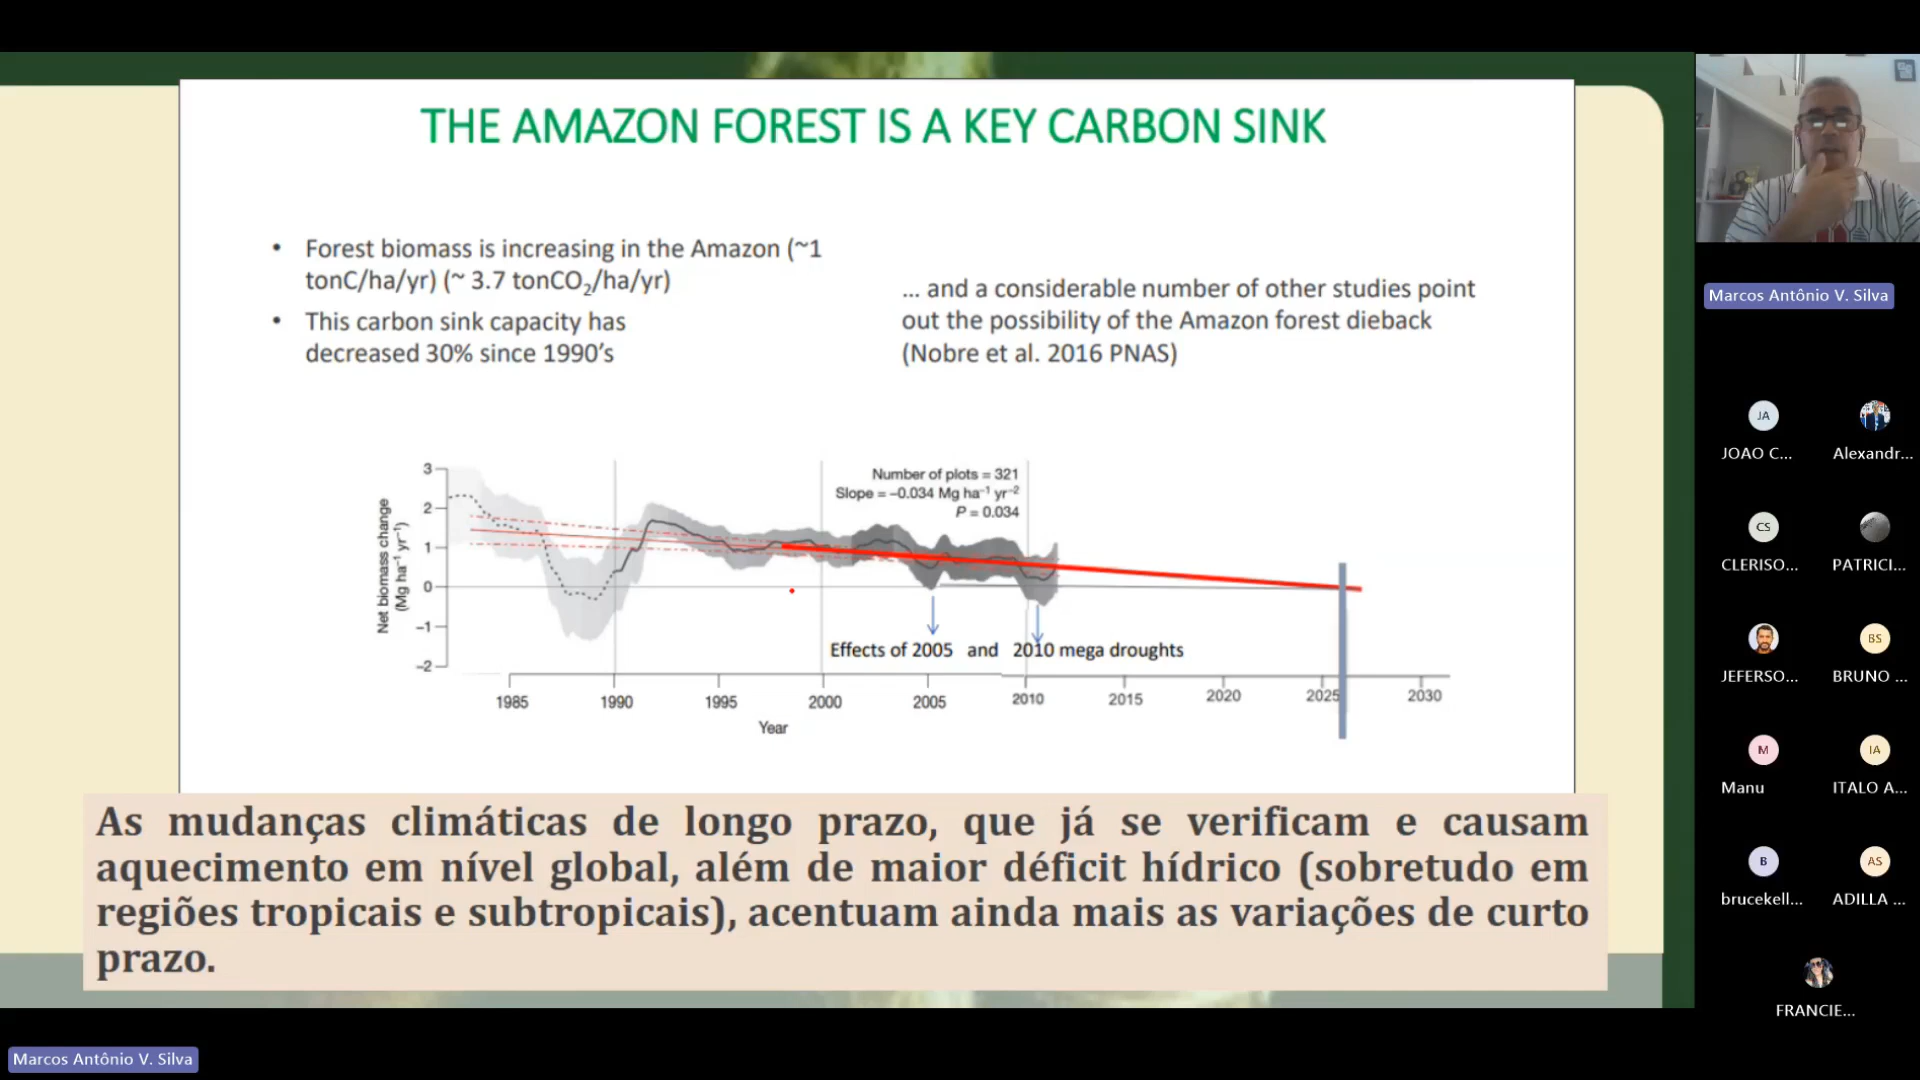 THE AMAZON FOREST IS A KEY CARBON SINK
• Forest biomass is increasing in the Amazon (~1
tonC/ha/yr) (~ 3.7 tonCO₂/ha/yr)
• This carbon sink capacity has
decreased 30% since 1990’s
... and a considerable number of other studies point
out the possibility of the Amazon forest dieback
(Nobre et al. 2016 PNAS)
Number of plots = 321
Slope = −0.034 Mg ha⁻¹ yr⁻²
P = 0.034
Net biomass change
(Mg ha⁻¹ yr⁻¹)
3
2
1
0
−1
−2
Effects of 2005 and 2010 mega droughts
1985 1990 1995 2000 2005 2010 2015 2020 2025 2030
Year
As mudanças climáticas de longo prazo, que já se verificam e causam
aquecimento em nível global, além de maior déficit hídrico (sobretudo em
regiões tropicais e subtropicais), acentuam ainda mais as variações de curto
prazo.
Marcos Antônio V. Silva
Marcos Antônio V. Silva
JA
JOAO C...
Alexandr...
CS
CLERISO...
PATRICI...
JEFERSO...
BS
BRUNO ...
M
Manu
IA
ITALO A...
B
brucekell...
AS
ADILLA ...
FRANCIE...